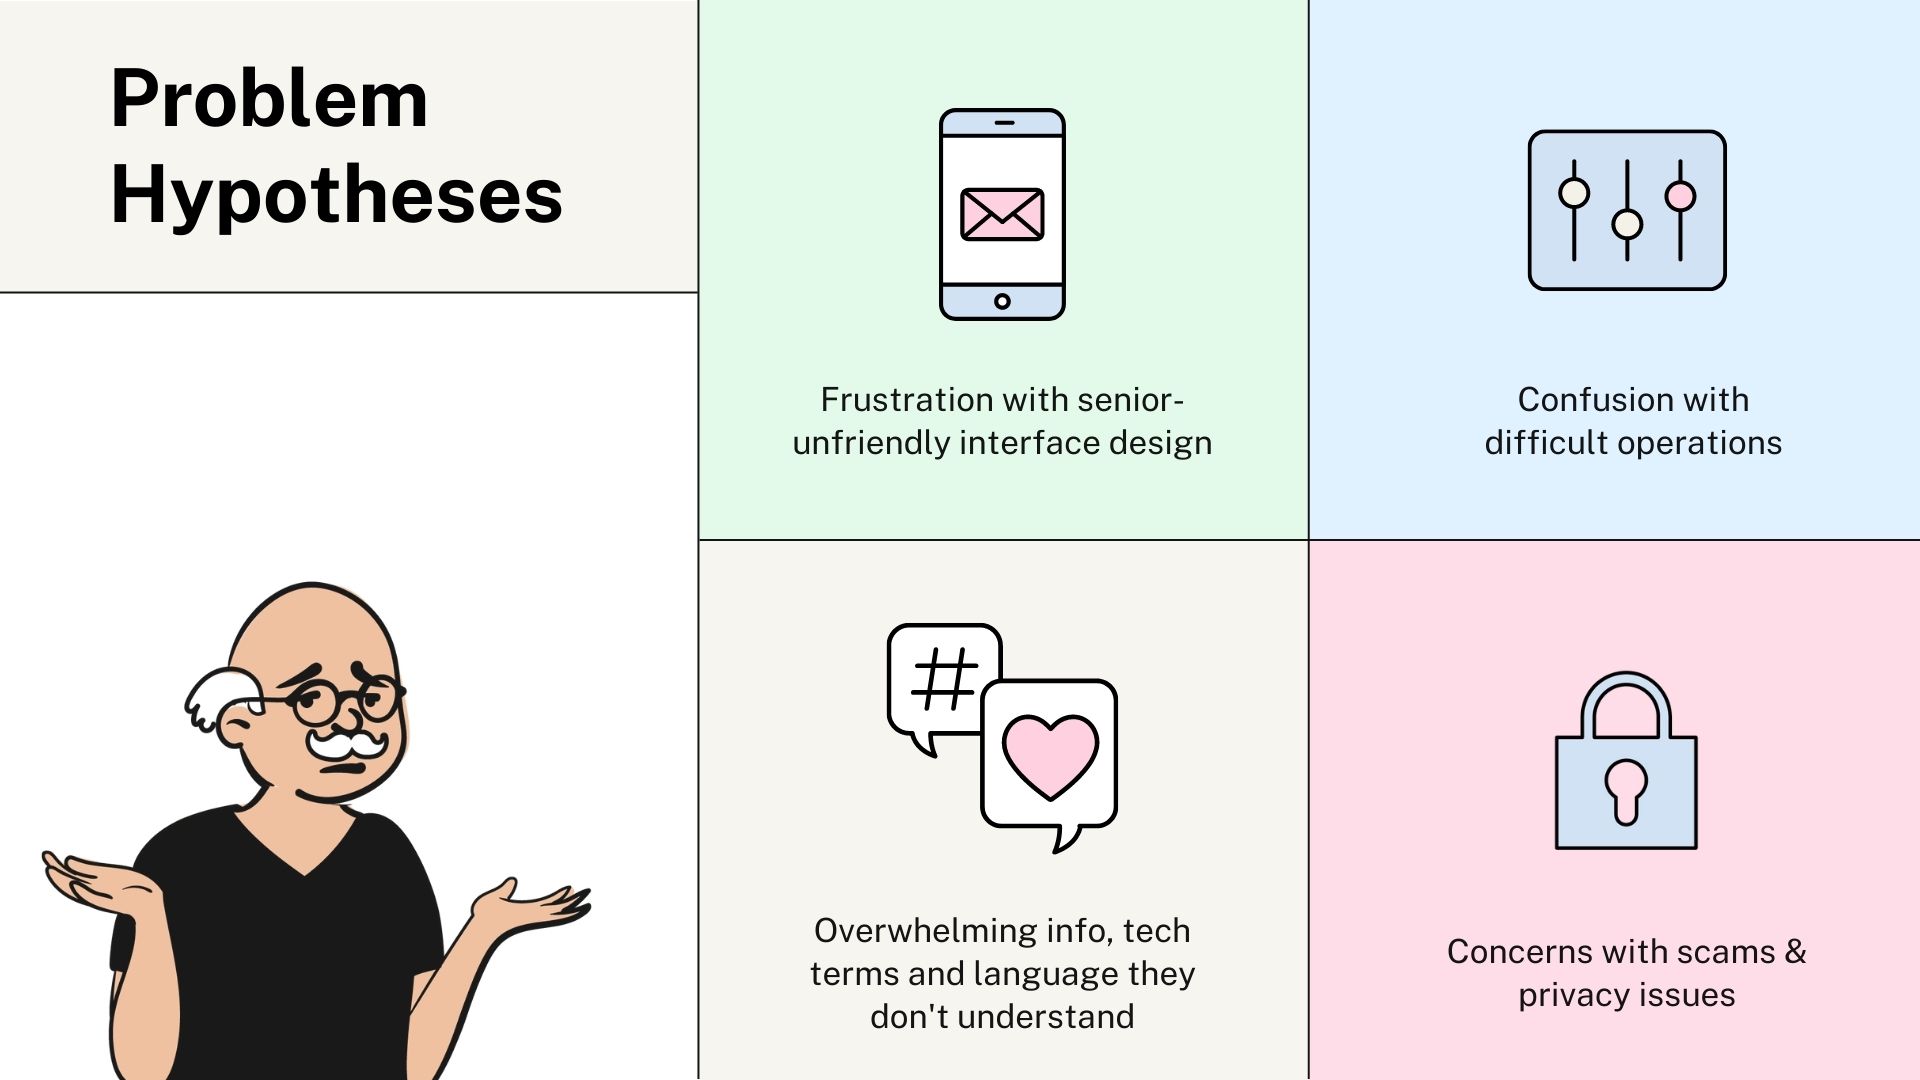 Problem
Hypotheses
Frustration with senior-
unfriendly interface design
Confusion with
difficult operations
#
Overwhelming info, tech
terms and language they
don't understand
Concerns with scams &
privacy issues